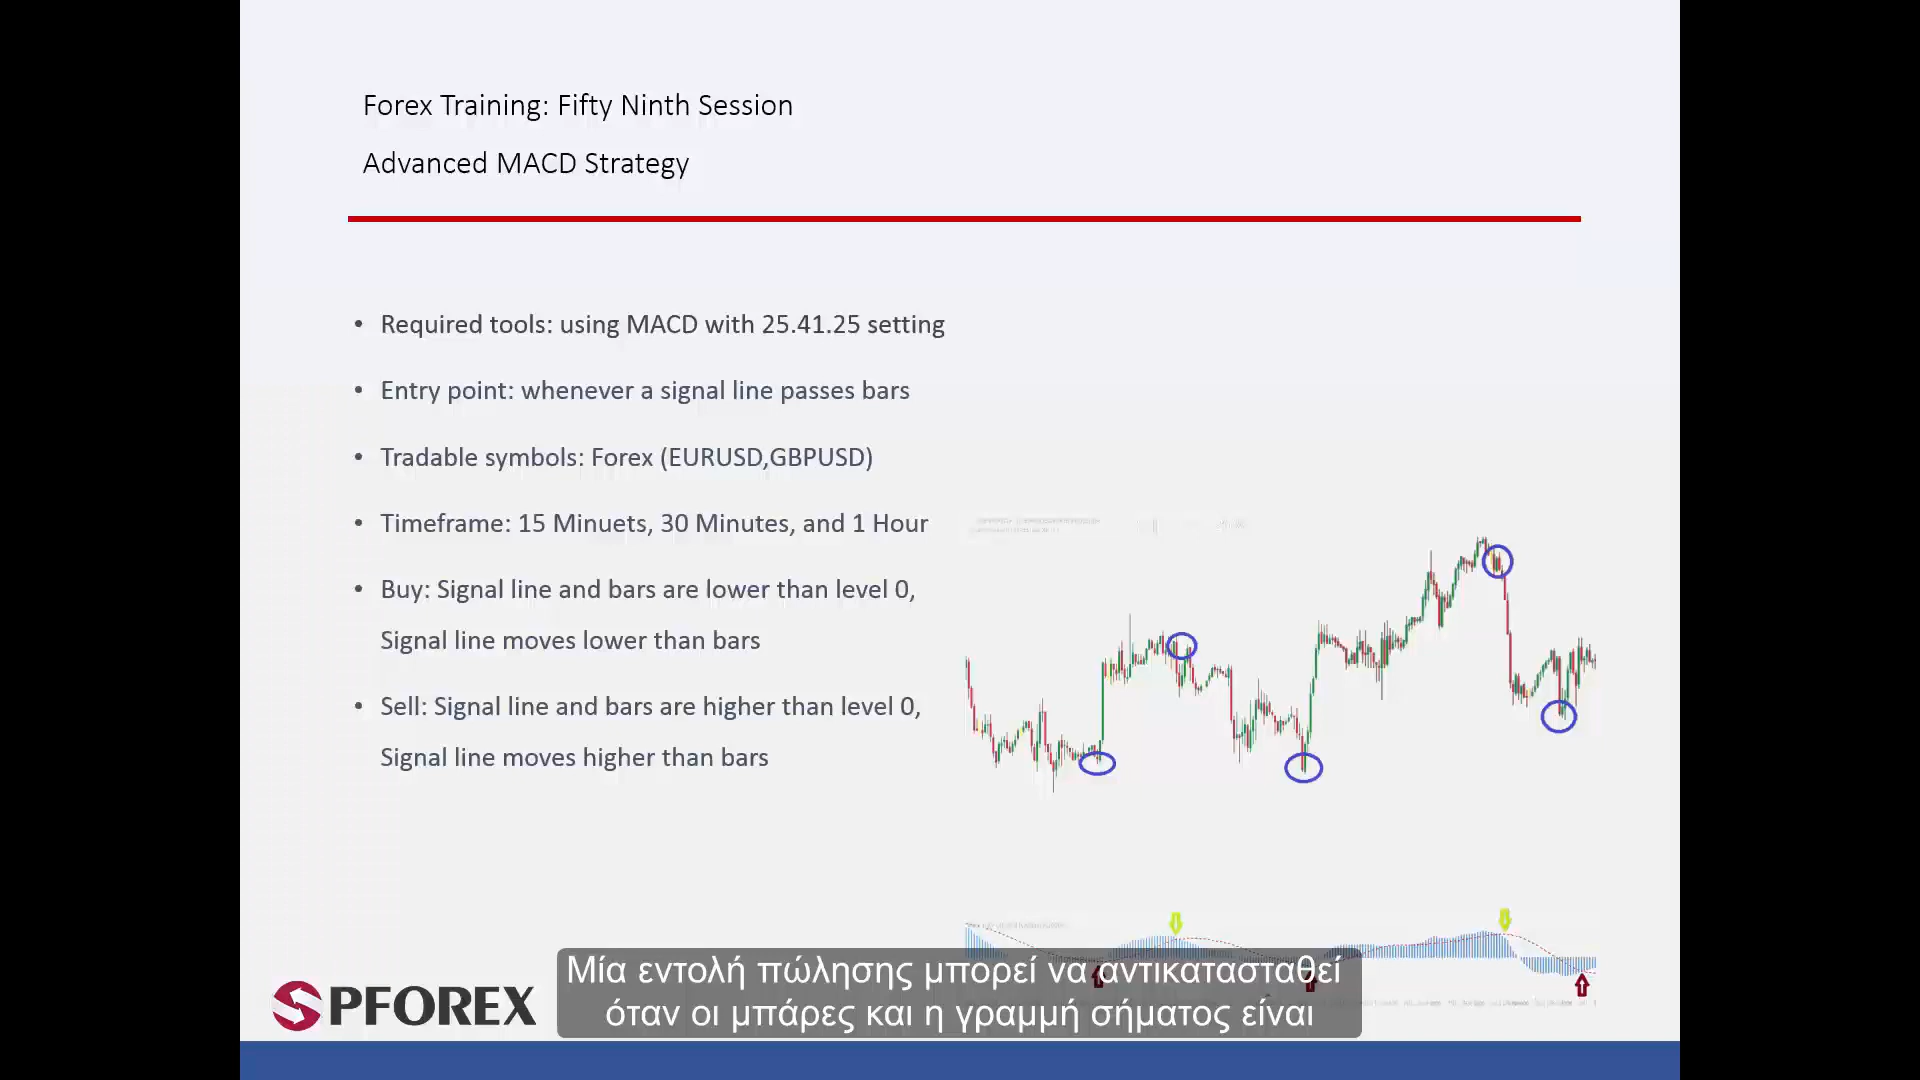 Forex Training: Fifty Ninth Session
Advanced MACD Strategy
• Required tools: using MACD with 25.41.25 setting
• Entry point: whenever a signal line passes bars
• Tradable symbols: Forex (EURUSD,GBPUSD)
• Timeframe: 15 Minuets, 30 Minutes, and 1 Hour
• Buy: Signal line and bars are lower than level 0,
Signal line moves lower than bars
• Sell: Signal line and bars are higher than level 0,
Signal line moves higher than bars
PFOREX
Μία εντολή πώλησης μπορεί να αντικατασταθεί
όταν οι μπάρες και η γραμμή σήματος είναι